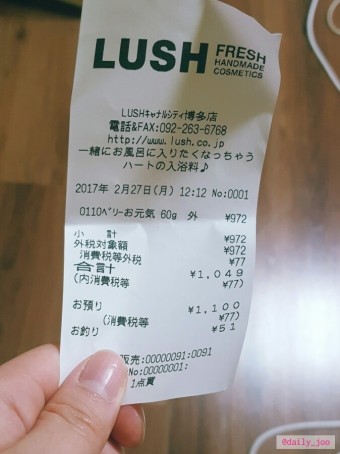 LUSH FRESH
HANDMADE
COSMETICS
LUSHキャナルシティ博多店
電話&FAX:092-263-6768
http://www.lush.co.jp
一緒にお風呂に入りたくなっちゃう
ハートの入浴料♪
2017年 2月27日(月) 12:12 No:0001
0110ベリーお元気 60g 外 ¥972
小 計 ¥972
外税対象額 ¥972
消費税等外税 ¥77
合計 ¥1,049
(内消費税等 ¥77)
お預り ¥1,100
(消費税等 ¥77)
お釣り ¥51
販売:00000091:0091
No:00000001:
1点買
@daily_joo